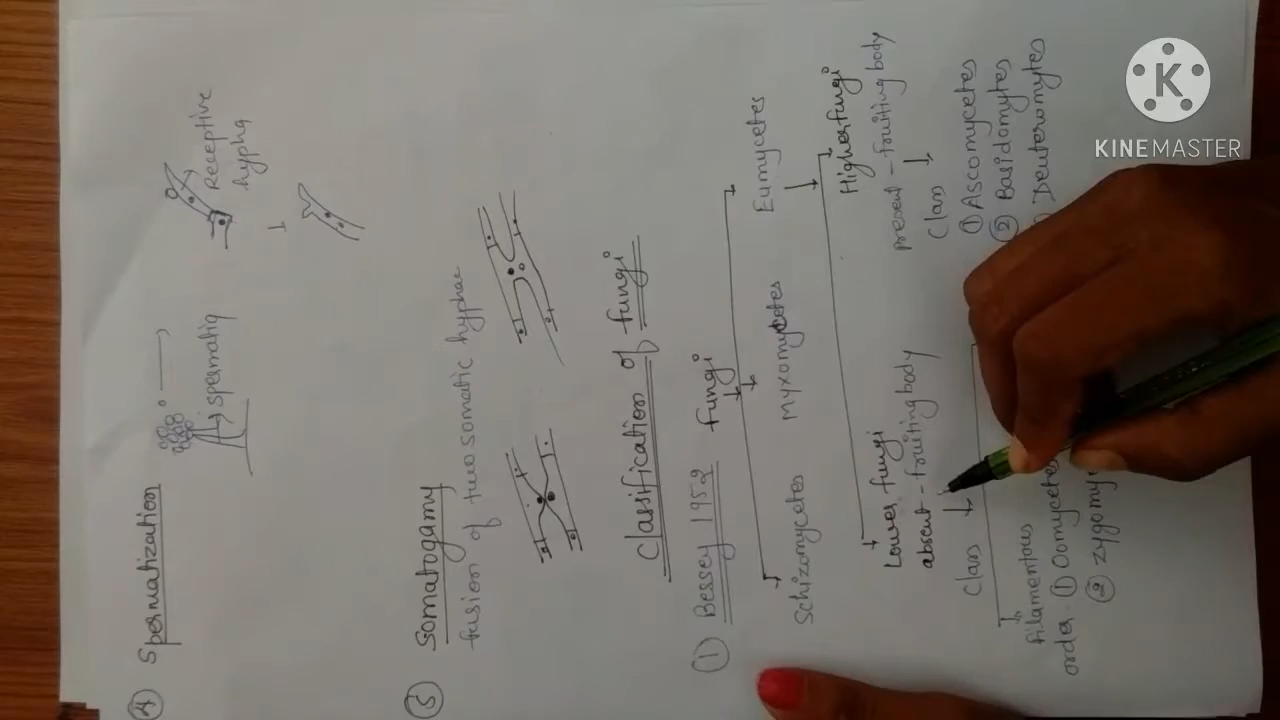 ④ Spermatization
spermatia
Receptive
hypha
⑤ Somatogamy
fusion of two somatic hyphae
Classification of fungi
① Bessey 1952 Fungi
Schizomycetes Myxomycetes Eumycetes
Lower fungi Higher fungi
absent - fruiting body present - fruiting body
Class Class
① Ascomycetes
② Basidomytes
Deuteromytes
filamentous
order - ① Oomycetes
② Zygomy
KINEMASTER